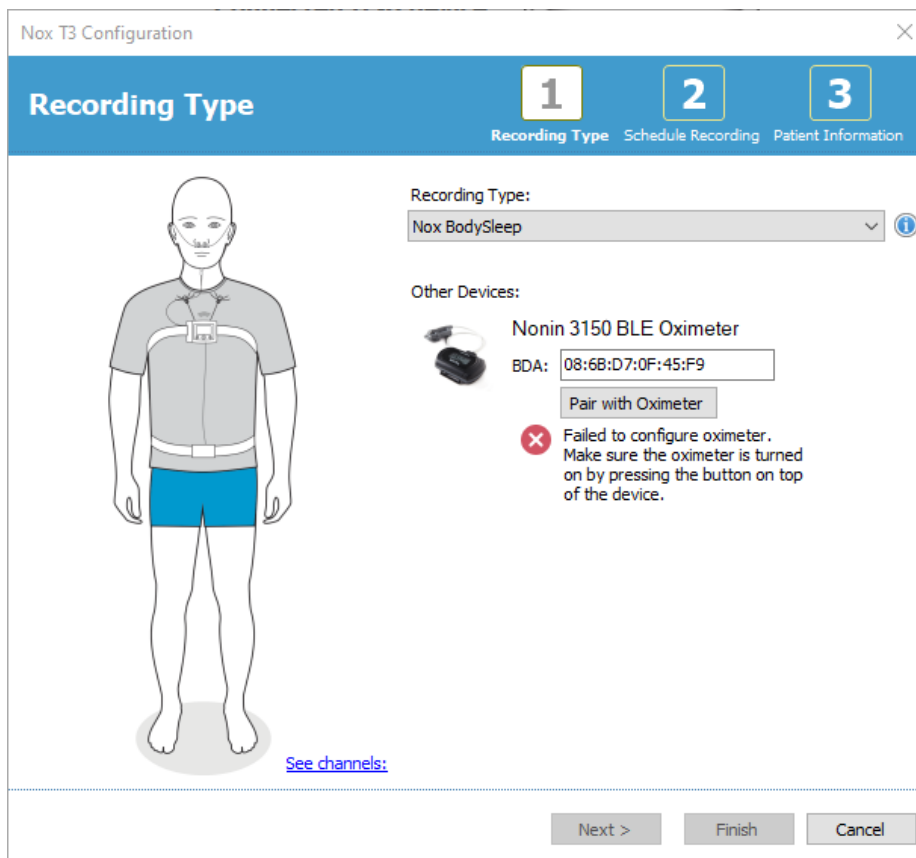 Nox T3 Configuration
Recording Type
1
Recording Type
2
Schedule Recording
3
Patient Information
Recording Type:
Nox BodySleep
Other Devices:
Nonin 3150 BLE Oximeter
BDA: 08:6B:D7:0F:45:F9
Pair with Oximeter
Failed to configure oximeter.
Make sure the oximeter is turned
on by pressing the button on top
of the device.
See channels:
Next >
Finish
Cancel